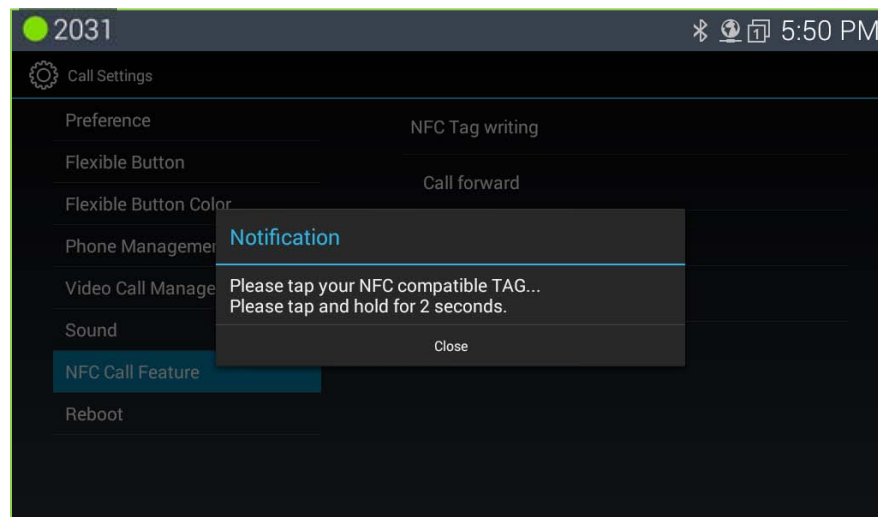 2031
1
5:50 PM
Call Settings
Preference
NFC Tag writing
Flexible Button
Call forward
Flexible Button Color
Phone Managemen
Notification
Video Call Manage
Please tap your NFC compatible TAG...
Please tap and hold for 2 seconds.
Sound
Close
NFC Call Feature
Reboot